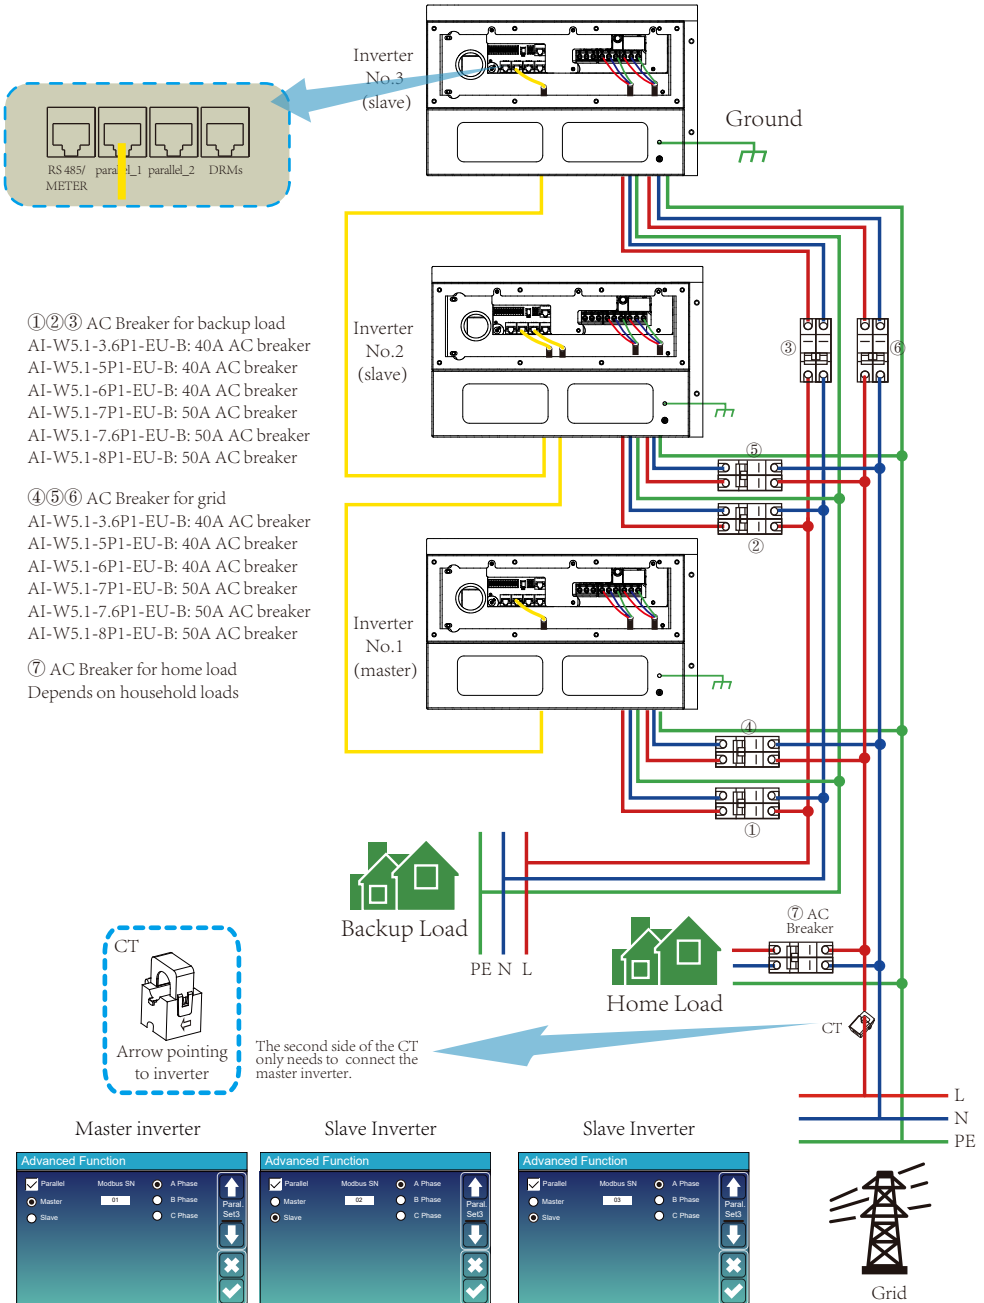 Inverter
No.3
(slave)
Ground
RS 485/
METER
parallel_1
parallel_2
DRMs
③
⑥
Inverter
No.2
(slave)
①②③ AC Breaker for backup load
AI-W5.1-3.6P1-EU-B: 40A AC breaker
AI-W5.1-5P1-EU-B: 40A AC breaker
AI-W5.1-6P1-EU-B: 40A AC breaker
AI-W5.1-7P1-EU-B: 50A AC breaker
AI-W5.1-7.6P1-EU-B: 50A AC breaker
AI-W5.1-8P1-EU-B: 50A AC breaker
⑤
②
④⑤⑥ AC Breaker for grid
AI-W5.1-3.6P1-EU-B: 40A AC breaker
AI-W5.1-5P1-EU-B: 40A AC breaker
AI-W5.1-6P1-EU-B: 40A AC breaker
AI-W5.1-7P1-EU-B: 50A AC breaker
AI-W5.1-7.6P1-EU-B: 50A AC breaker
AI-W5.1-8P1-EU-B: 50A AC breaker
⑦ AC Breaker for home load
Depends on household loads
Inverter
No.1
(master)
④
①
Backup Load
PE N L
⑦ AC
Breaker
Home Load
CT
CT
Arrow pointing
to inverter
The second side of the CT
only needs to connect the
master inverter.
L
N
PE
Master inverter
Advanced Function
Parallel
Modbus SN
A Phase
Master
01
B Phase
Slave
C Phase
Paral.
Set3
Slave Inverter
Advanced Function
Parallel
Modbus SN
A Phase
Master
02
B Phase
Slave
C Phase
Paral.
Set3
Slave Inverter
Advanced Function
Parallel
Modbus SN
A Phase
Master
03
B Phase
Slave
C Phase
Paral.
Set3
Grid